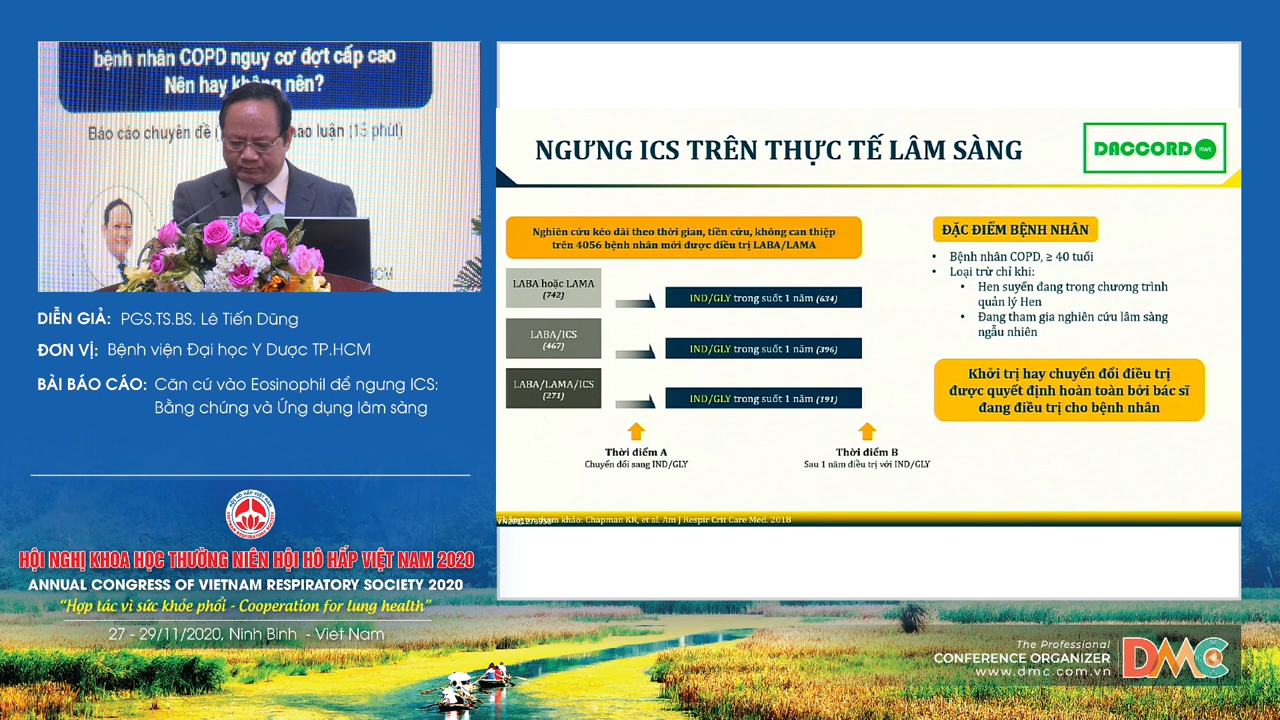 bệnh nhân COPD nguy cơ đợt cấp cao
Nên hay không nên?
Báo cáo chuyên đề
luận (15 phút)
HCM
DIỄN GIẢ: PGS.TS.BS. Lê Tiến Dũng
ĐƠN VỊ: Bệnh viện Đại học Y Dược TP.HCM
BÀI BÁO CÁO: Căn cứ vào Eosinophil để ngưng ICS:
Bằng chứng và Ứng dụng lâm sàng
HỘI HÔ HẤP VIỆT NAM
HỘI NGHỊ KHOA HỌC THƯỜNG NIÊN HỘI HÔ HẤP VIỆT NAM 2020
ANNUAL CONGRESS OF VIETNAM RESPIRATORY SOCIETY 2020
“Hợp tác vì sức khỏe phổi - Cooperation for lung health”
27 - 29/11/2020, Ninh Bình - Việt Nam
NGƯNG ICS TRÊN THỰC TẾ LÂM SÀNG
DACCORD RWE
Nghiên cứu kéo dài theo thời gian, tiền cứu, không can thiệp
trên 4056 bệnh nhân mới được điều trị LABA/LAMA
LABA hoặc LAMA
(742)
IND/GLY trong suốt 1 năm (634)
LABA/ICS
(467)
IND/GLY trong suốt 1 năm (396)
LABA/LAMA/ICS
(271)
IND/GLY trong suốt 1 năm (191)
Thời điểm A
Chuyển đổi sang IND/GLY
Thời điểm B
Sau 1 năm điều trị với IND/GLY
ĐẶC ĐIỂM BỆNH NHÂN
• Bệnh nhân COPD, ≥ 40 tuổi
• Loại trừ chỉ khi:
• Hen suyễn đang trong chương trình
quản lý Hen
• Đang tham gia nghiên cứu lâm sàng
ngẫu nhiên
Khởi trị hay chuyển đổi điều trị
được quyết định hoàn toàn bởi bác sĩ
đang điều trị cho bệnh nhân
khảo: Chapman KR, et al. Am J Respir Crit Care Med. 2018
The Professional
CONFERENCE ORGANIZER
www.dmc.com.vn
DMC